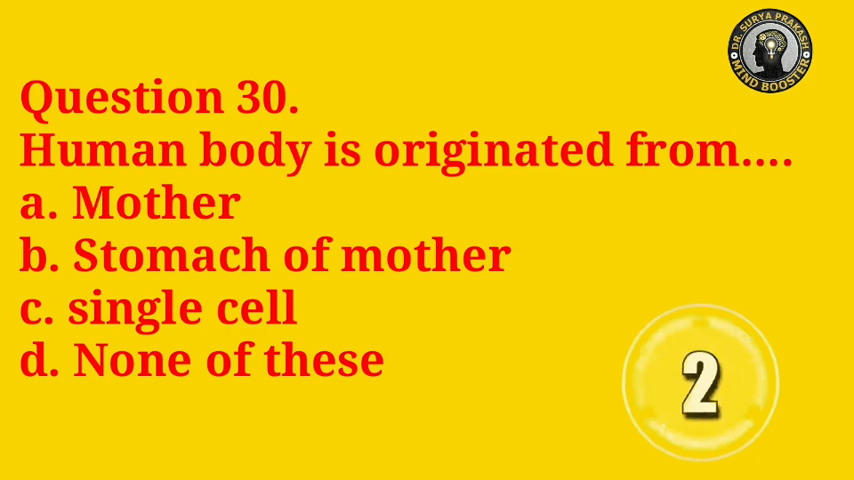 DR. SURYA PRAKASH
MIND BOOSTER
Question 30.
Human body is originated from....
a. Mother
b. Stomach of mother
c. single cell
d. None of these
2